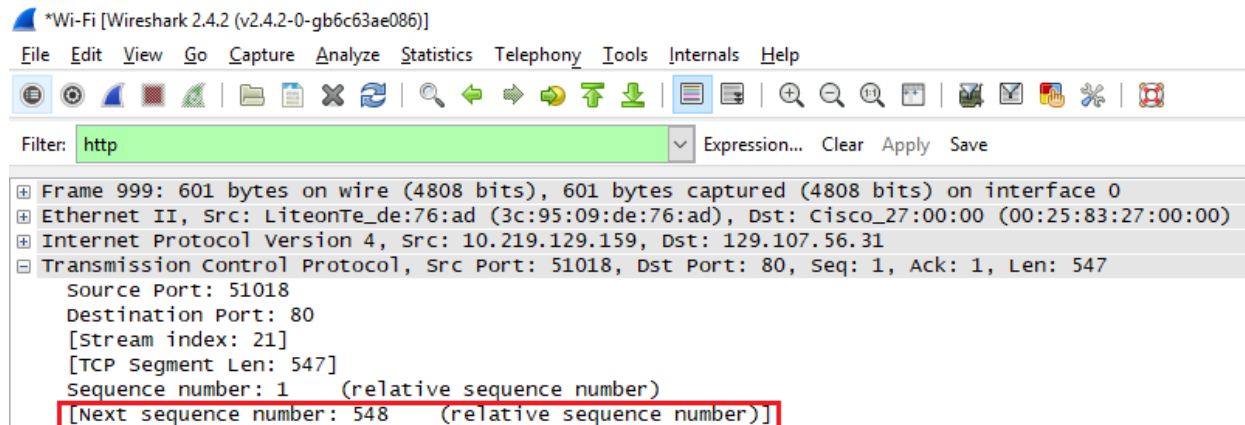 *Wi-Fi [Wireshark 2.4.2 (v2.4.2-0-gb6c63ae086)]
File Edit View Go Capture Analyze Statistics Telephony Tools Internals Help
Filter: http Expression... Clear Apply Save
Frame 999: 601 bytes on wire (4808 bits), 601 bytes captured (4808 bits) on interface 0
Ethernet II, Src: LiteonTe_de:76:ad (3c:95:09:de:76:ad), Dst: Cisco_27:00:00 (00:25:83:27:00:00)
Internet Protocol Version 4, Src: 10.219.129.159, Dst: 129.107.56.31
Transmission Control Protocol, Src Port: 51018, Dst Port: 80, Seq: 1, Ack: 1, Len: 547
Source Port: 51018
Destination Port: 80
[Stream index: 21]
[TCP Segment Len: 547]
Sequence number: 1 (relative sequence number)
[Next sequence number: 548 (relative sequence number)]